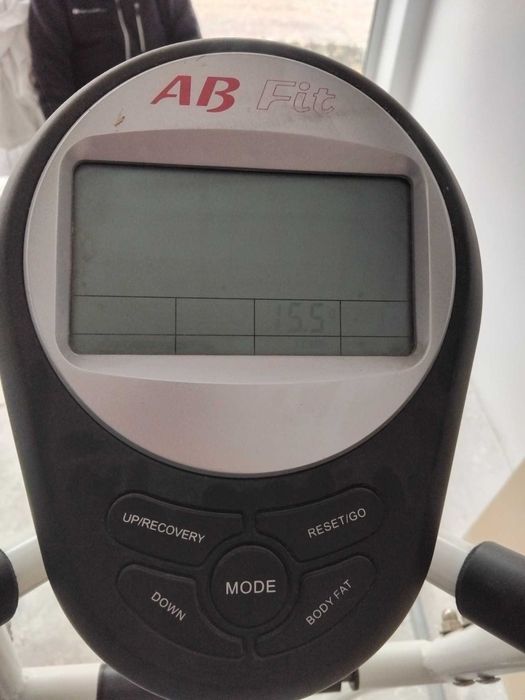 AB Fit
15.5
UP/RECOVERY
RESET/GO
MODE
DOWN
BODY FAT